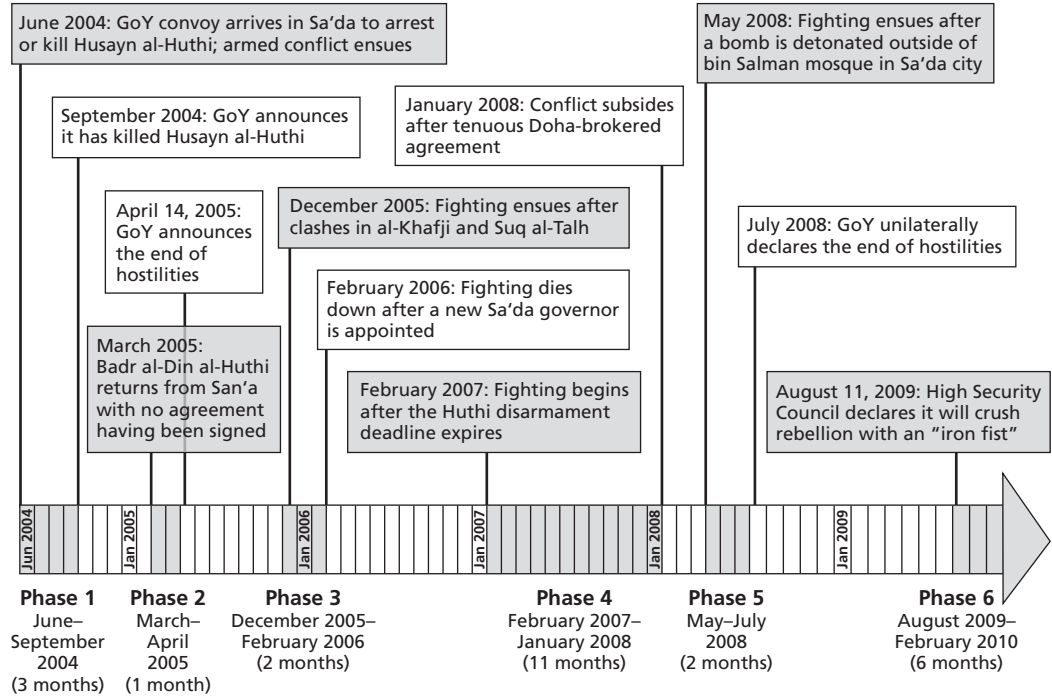 June 2004: GoY convoy arrives in Sa‘da to arrest
or kill Husayn al-Huthi; armed conflict ensues
May 2008: Fighting ensues after
a bomb is detonated outside of
bin Salman mosque in Sa‘da city
September 2004: GoY announces
it has killed Husayn al-Huthi
January 2008: Conflict subsides
after tenuous Doha-brokered
agreement
April 14, 2005:
GoY announces
the end of
hostilities
December 2005: Fighting ensues after
clashes in al-Khafji and Suq al-Talh
July 2008: GoY unilaterally
declares the end of hostilities
February 2006: Fighting dies
down after a new Sa‘da governor
is appointed
March 2005:
Badr al-Din al-Huthi
returns from San‘a
with no agreement
having been signed
February 2007: Fighting begins
after the Huthi disarmament
deadline expires
August 11, 2009: High Security
Council declares it will crush
rebellion with an “iron fist”
Jun 2004
Jan 2005
Jan 2006
Jan 2007
Jan 2008
Jan 2009
Phase 1
June–
September
2004
(3 months)
Phase 2
March–
April
2005
(1 month)
Phase 3
December 2005–
February 2006
(2 months)
Phase 4
February 2007–
January 2008
(11 months)
Phase 5
May–July
2008
(2 months)
Phase 6
August 2009–
February 2010
(6 months)